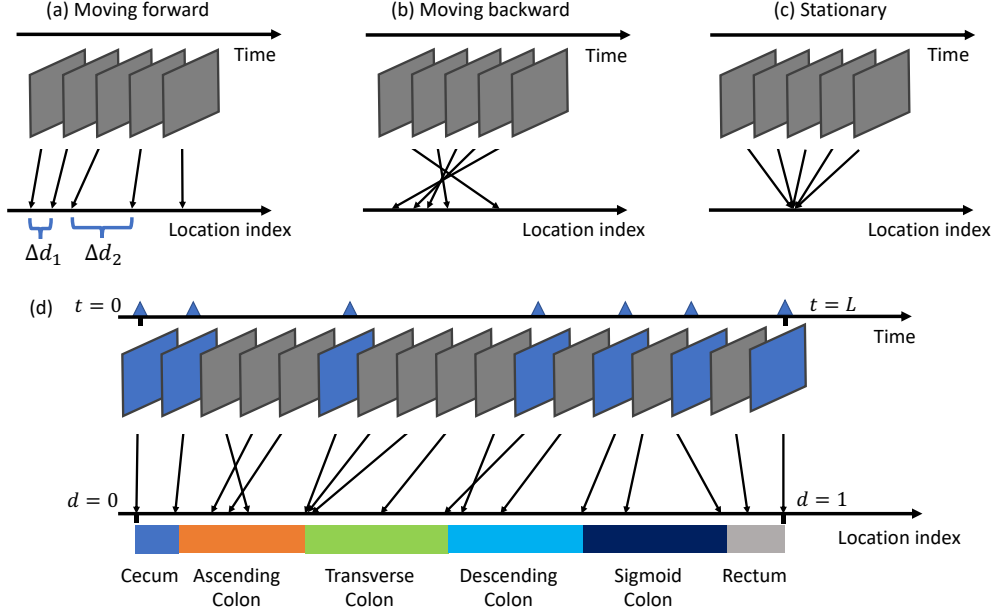 (a) Moving forward
(b) Moving backward
(c) Stationary
Time
Time
Time
Location index
Location index
Location index
Δd₁
Δd₂
(d)
t = 0
t = L
Time
d = 0
d = 1
Location index
Cecum
Ascending
Colon
Transverse
Colon
Descending
Colon
Sigmoid
Colon
Rectum